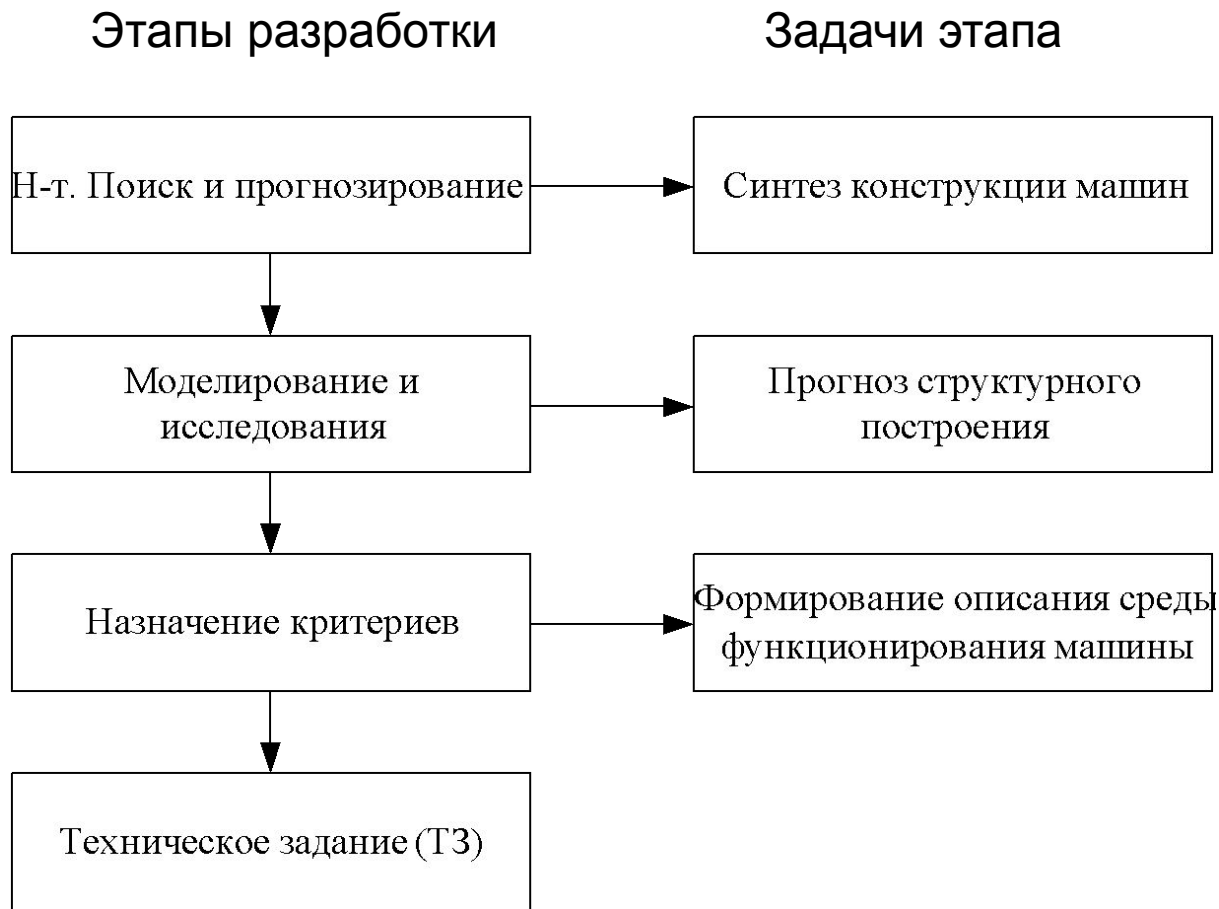 Этапы разработки
Задачи этапа
Н-т. Поиск и прогнозирование
Синтез конструкции машин
Моделирование и
исследования
Прогноз структурного
построения
Назначение критериев
Формирование описания среды
функционирования машины
Техническое задание (ТЗ)